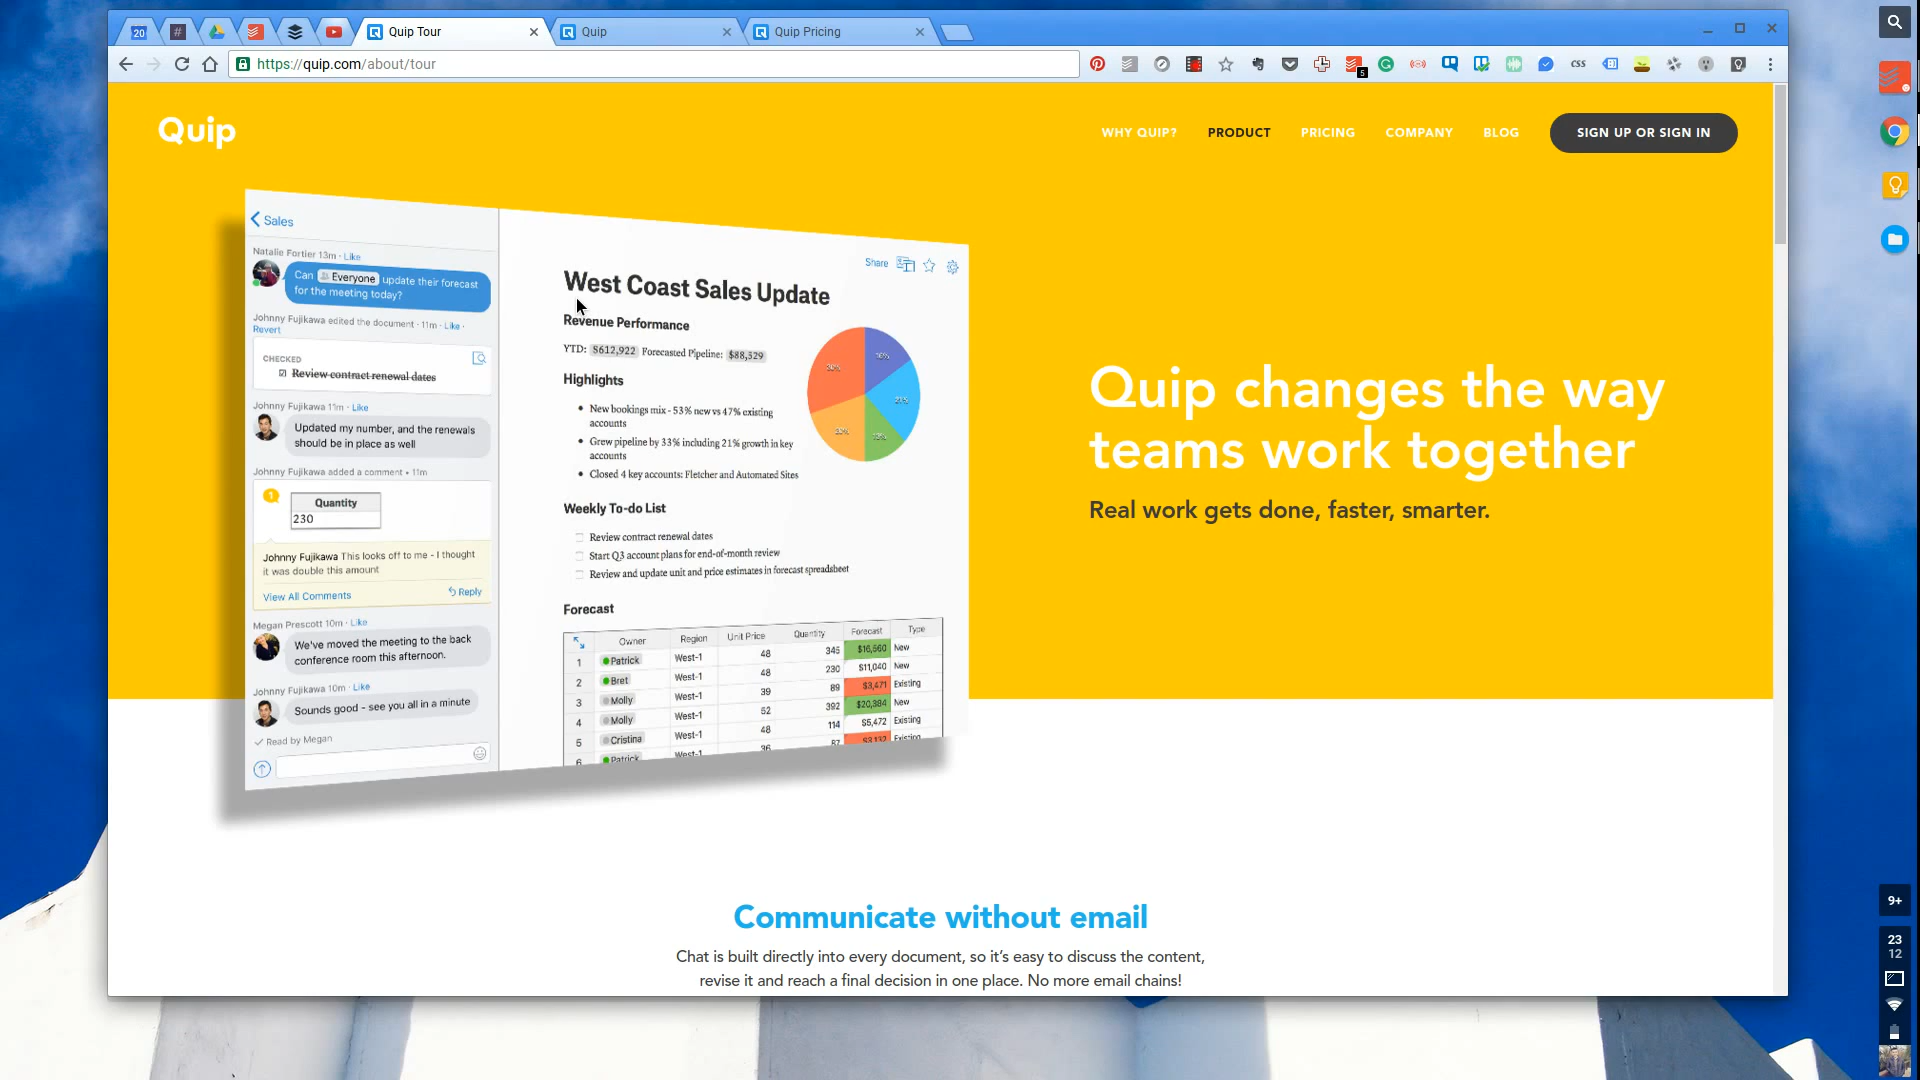 20
#
Quip Tour
Quip
Quip Pricing
https://quip.com/about/tour
5
css
Quip
WHY QUIP?
PRODUCT
PRICING
COMPANY
BLOG
SIGN UP OR SIGN IN
Sales
Natalie Fortier 13m · Like
Can Everyone update their forecast
for the meeting today?
Johnny Fujikawa edited the document · 11m · Like ·
Revert
CHECKED
Review contract renewal dates
Johnny Fujikawa 11m · Like
Updated my number, and the renewals
should be in place as well
Johnny Fujikawa added a comment • 11m
1
Quantity
230
Johnny Fujikawa This looks off to me - I thought
it was double this amount
View All Comments
Reply
Megan Prescott 10m · Like
We've moved the meeting to the back
conference room this afternoon.
Johnny Fujikawa 10m · Like
Sounds good - see you all in a minute
Read by Megan
Share
West Coast Sales Update
Revenue Performance
YTD: $612,922 Forecasted Pipeline: $88,529
Highlights
• New bookings mix - 53% new vs 47% existing
accounts
• Grew pipeline by 33% including 21% growth in key
accounts
• Closed 4 key accounts: Fletcher and Automated Sites
Weekly To-do List
Review contract renewal dates
Start Q3 account plans for end-of-month review
Review and update unit and price estimates in forecast spreadsheet
Forecast
Owner Region Unit Price Quantity Forecast Type
1 Patrick West-1 48 345 $16,560 New
2 Bret West-1 48 230 $11,040 New
3 Molly West-1 39 89 $3,471 Existing
4 Molly West-1 52 392 $20,384 New
5 Cristina West-1 48 114 $5,472 Existing
6 Patrick West-1 36 87 $3,132 Existing
Quip changes the way
teams work together
Real work gets done, faster, smarter.
Communicate without email
Chat is built directly into every document, so it's easy to discuss the content,
revise it and reach a final decision in one place. No more email chains!
9+
23
12